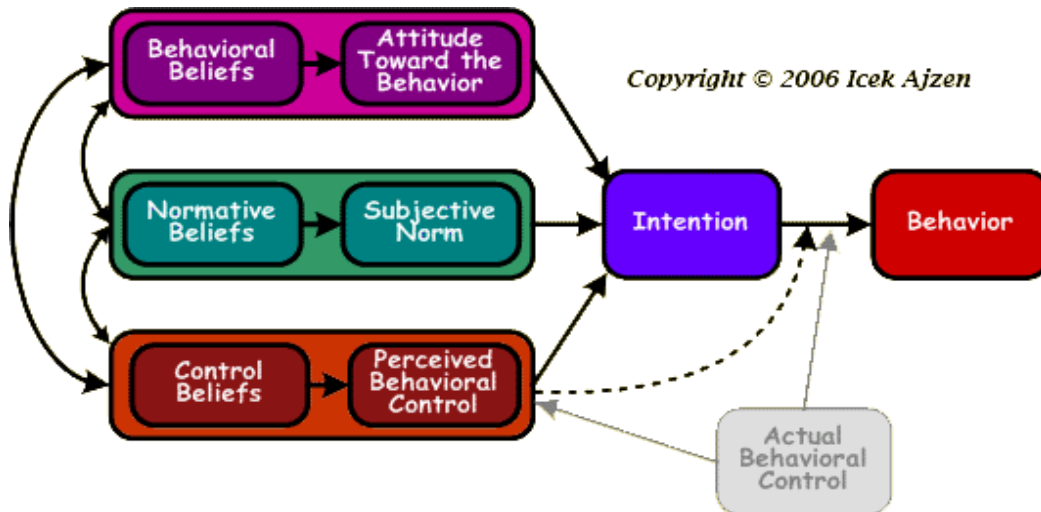 Behavioral
Beliefs
Attitude
Toward the
Behavior
Copyright © 2006 Icek Ajzen
Normative
Beliefs
Subjective
Norm
Intention
Behavior
Control
Beliefs
Perceived
Behavioral
Control
Actual
Behavioral
Control